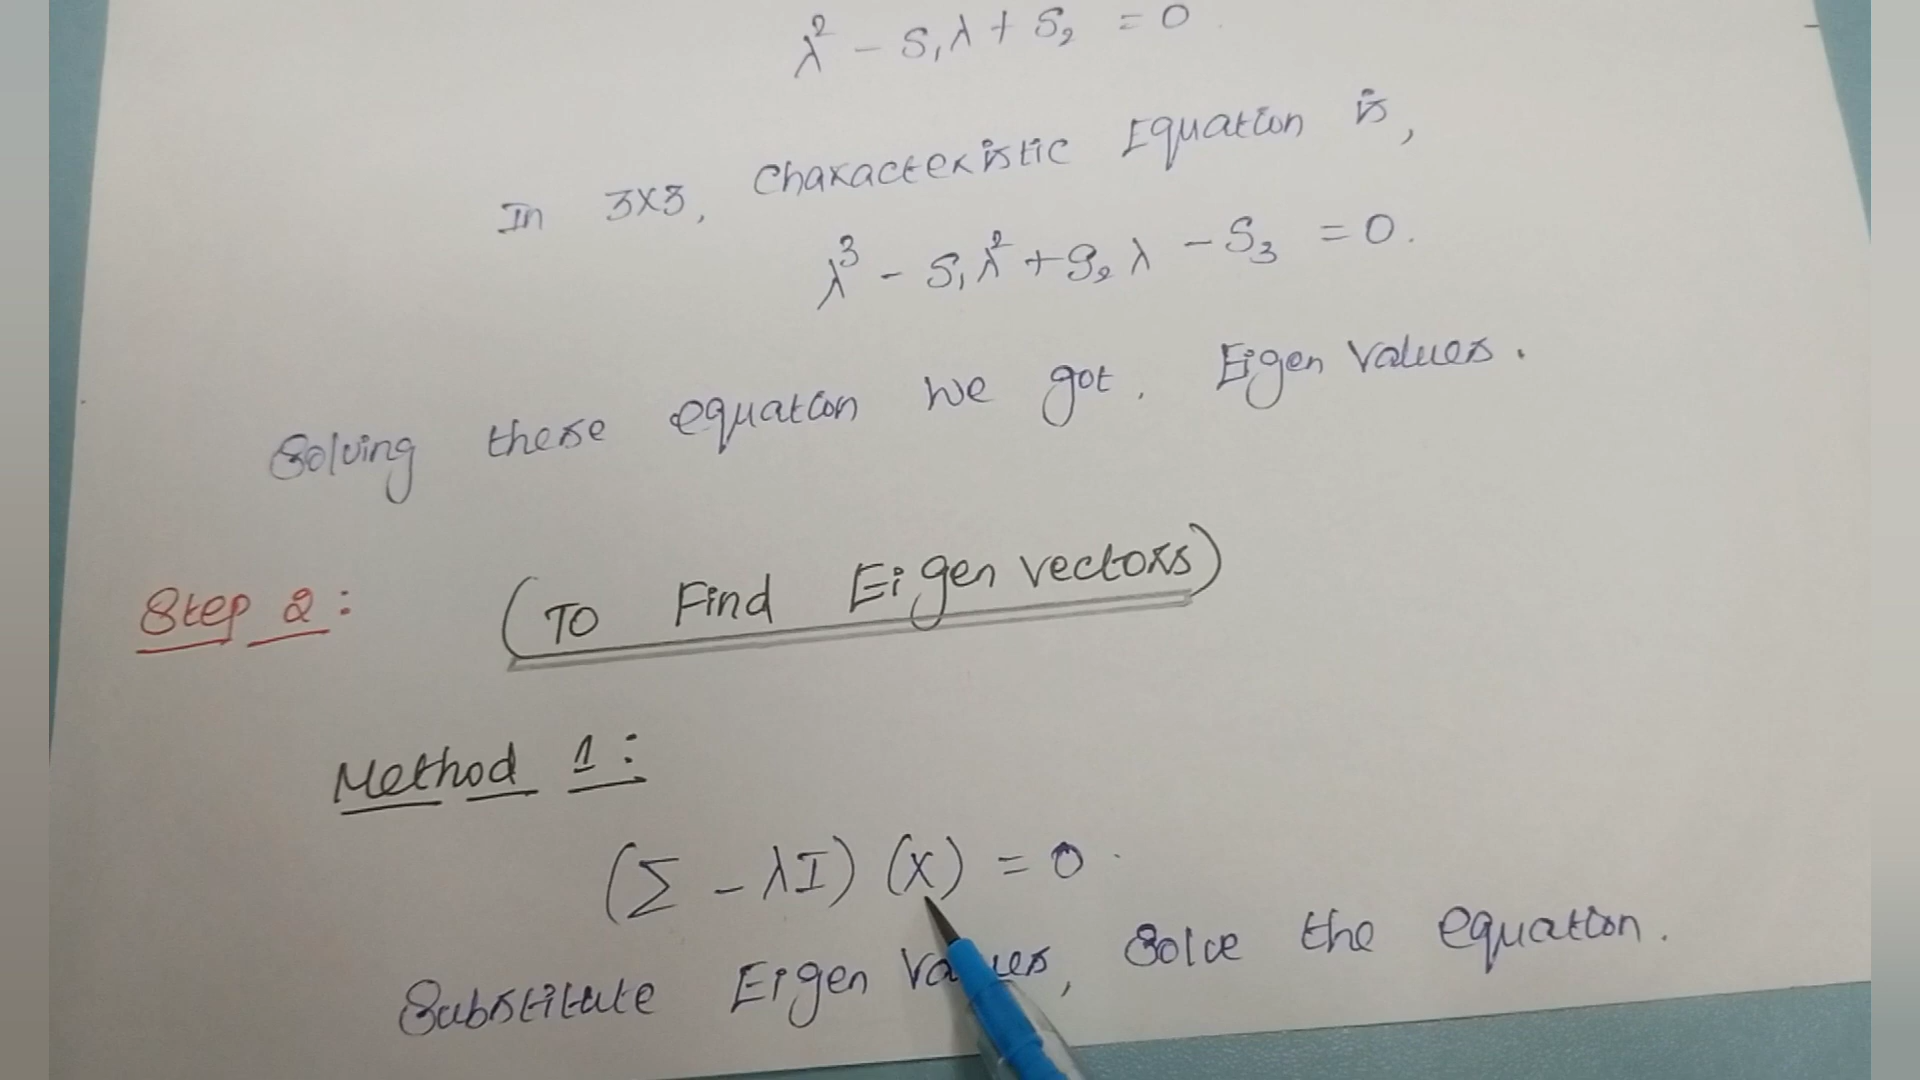 λ² - S₁λ + S₂ = 0
In 3x3, Characteristic Equation is,
λ³ - S₁λ² + S₂λ - S₃ = 0.
Solving these equation we got, Eigen Values.
Step 2: (To Find Eigen vectors)
Method 1:
(Σ - λI) (X) = 0
Substitute Eigen Values, Solve the equation.